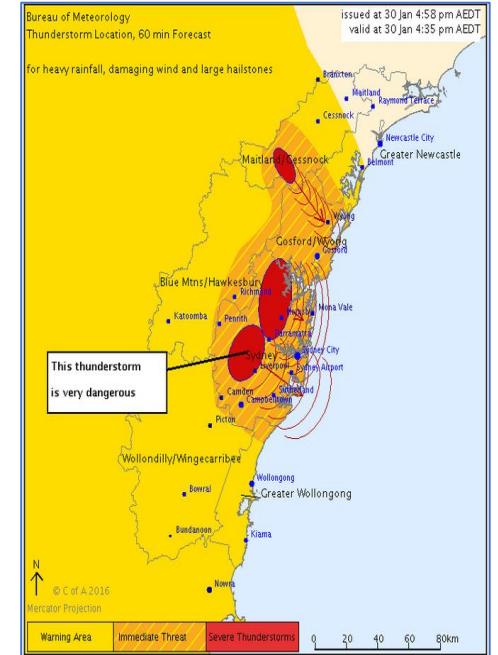 Bureau of Meteorology
Thunderstorm Location, 60 min Forecast
for heavy rainfall, damaging wind and large hailstones
issued at 30 Jan 4:58 pm AEDT
valid at 30 Jan 4:35 pm AEDT
Branxton
Maitland
Raymond Terrace
Cessnock
Newcastle City
Greater Newcastle
Maitland/Cessnock
Belmont
Wyong
Gosford/Wyong
Gosford
Blue Mtns/Hawkesbury
Richmond
Mona Vale
Hornsby
Katoomba
Penrith
Parramatta
Sydney City
Sydney
This thunderstorm
is very dangerous
Liverpool
Sydney Airport
Camden
Sutherland
Campbelltown
Picton
Wollondilly/Wingecarribee
Wollongong
Bowral
Greater Wollongong
Bundanoon
Kiama
N
Nowra
© C of A 2016
Mercator Projection
Warning Area
Immediate Threat
Severe Thunderstorms
0 20 40 60 80km